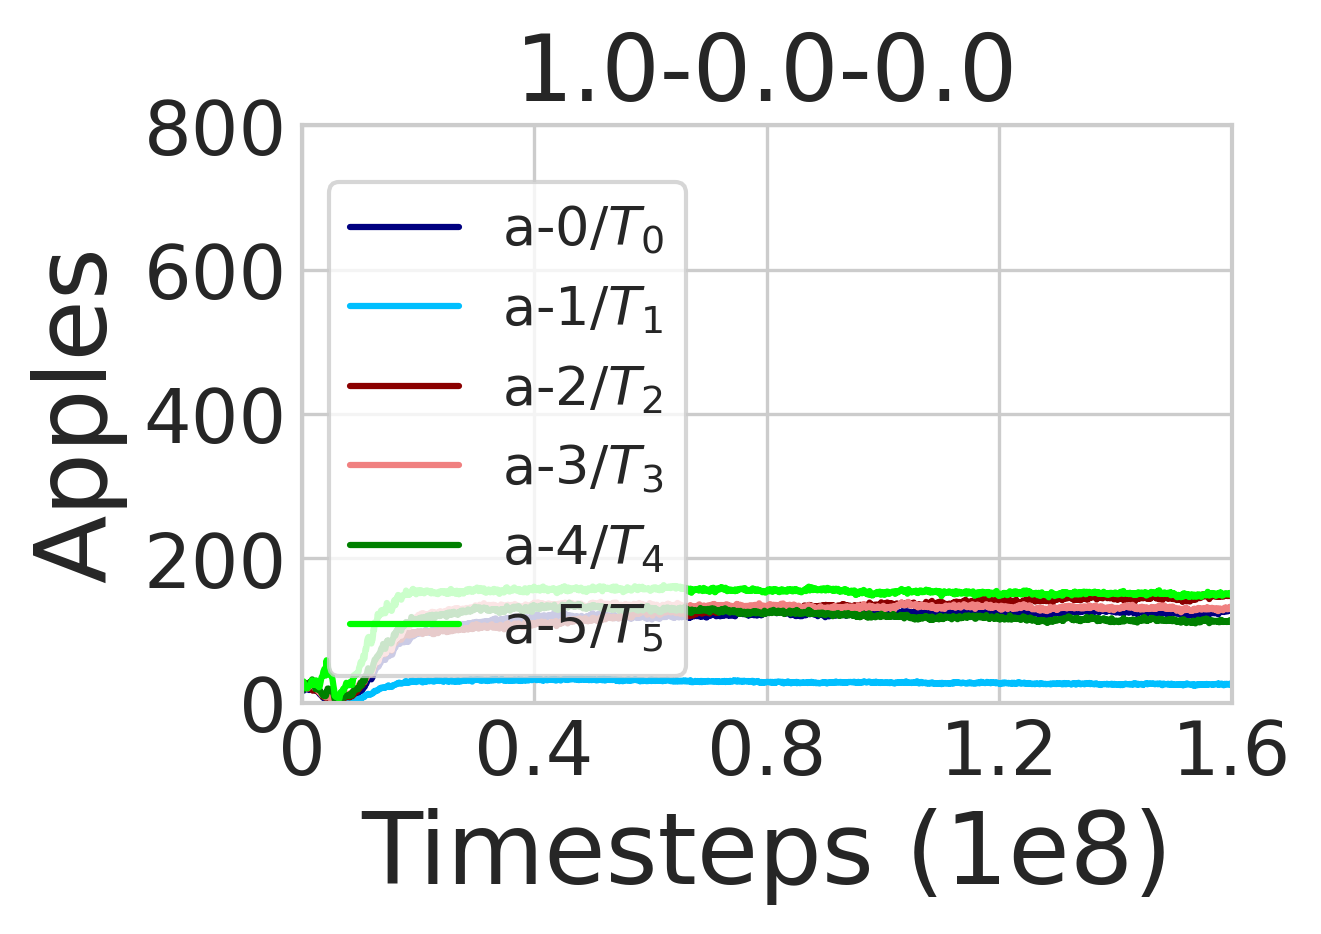 1.0-0.0-0.0
800
600
400
200
0
Apples
a-0/T₀
a-1/T₁
a-2/T₂
a-3/T₃
a-4/T₄
a-5/T₅
0 0.4 0.8 1.2 1.6
Timesteps (1e8)